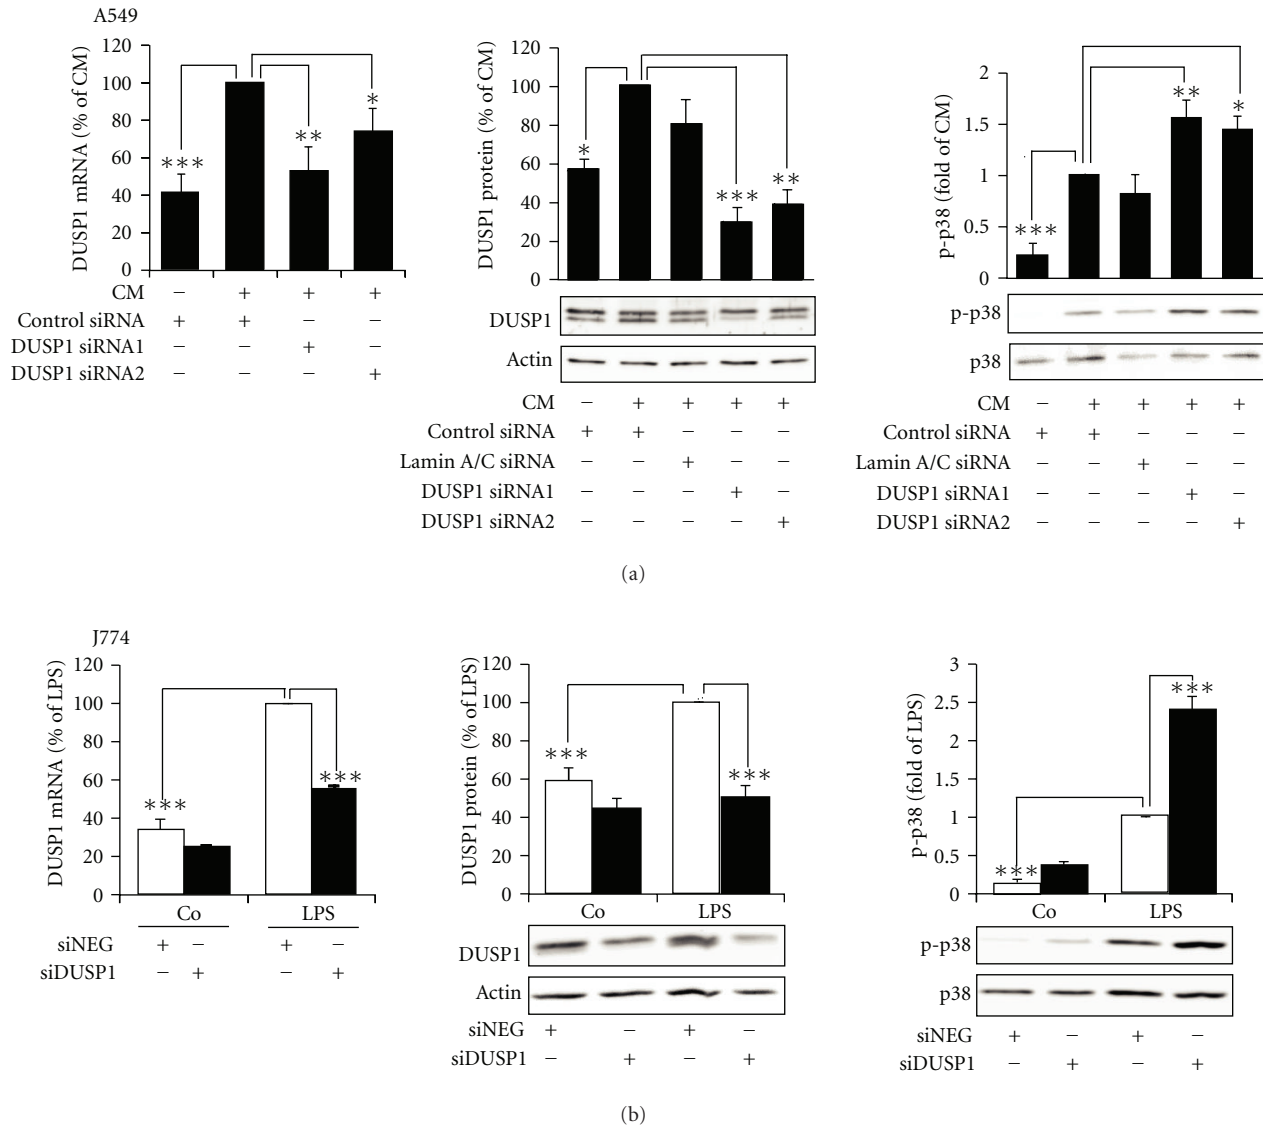 A549
DUSP1 mRNA (% of CM)
120
100
80
60
40
20
0
***
**
*
CM − + + +
Control siRNA + + − −
DUSP1 siRNA1 − − + −
DUSP1 siRNA2 − − − +
DUSP1 protein (% of CM)
120
100
80
60
40
20
0
*
***
**
DUSP1
Actin
CM − + + + +
Control siRNA + + − − −
Lamin A/C siRNA − − + − −
DUSP1 siRNA1 − − − + −
DUSP1 siRNA2 − − − − +
p-p38 (fold of CM)
2
1.5
1
0.5
0
***
**
*
p-p38
p38
CM − + + + +
Control siRNA + + − − −
Lamin A/C siRNA − − + − −
DUSP1 siRNA1 − − − + −
DUSP1 siRNA2 − − − − +
(a)
J774
DUSP1 mRNA (% of LPS)
120
100
80
60
40
20
0
***
***
Co LPS
siNEG + − + −
siDUSP1 − + − +
DUSP1 protein (% of LPS)
120
100
80
60
40
20
0
***
***
Co LPS
DUSP1
Actin
siNEG + − + −
siDUSP1 − + − +
p-p38 (fold of LPS)
3
2.5
2
1.5
1
0.5
0
***
***
Co LPS
p-p38
p38
siNEG + − + −
siDUSP1 − + − +
(b)